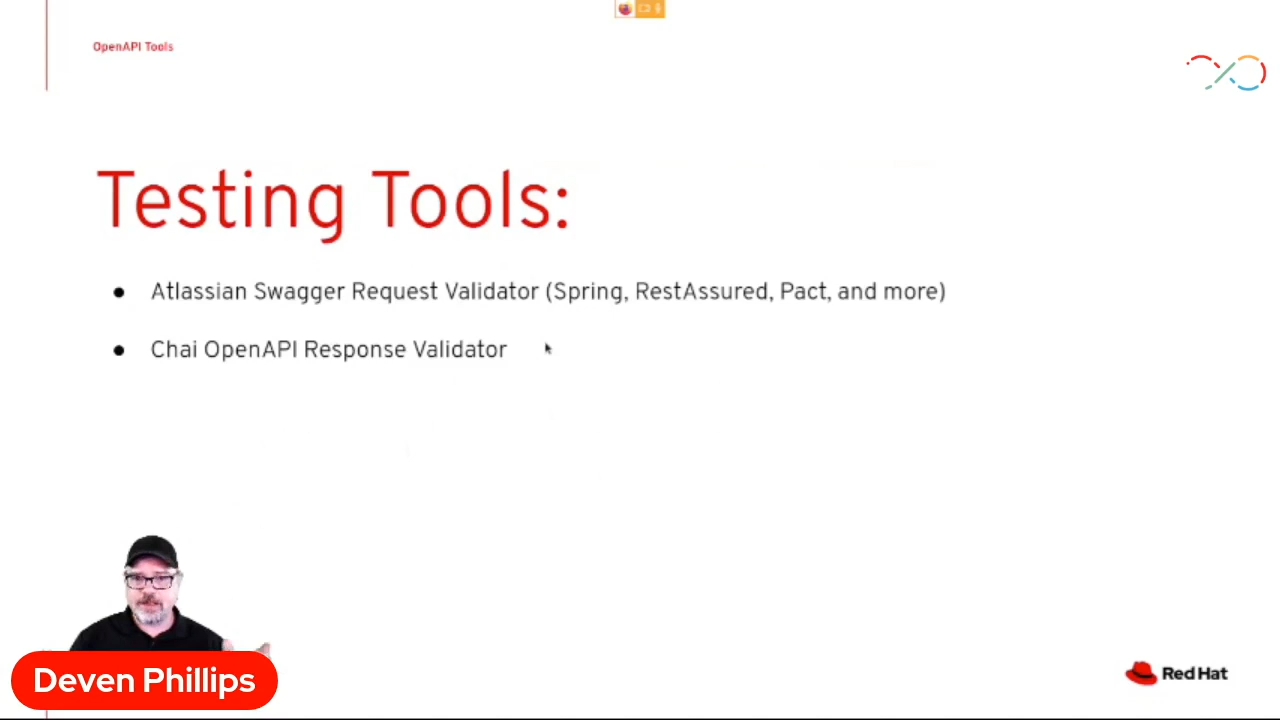 OpenAPI Tools
Testing Tools:
Atlassian Swagger Request Validator (Spring, RestAssured, Pact, and more)
Chai OpenAPI Response Validator
Deven Phillips
Red Hat